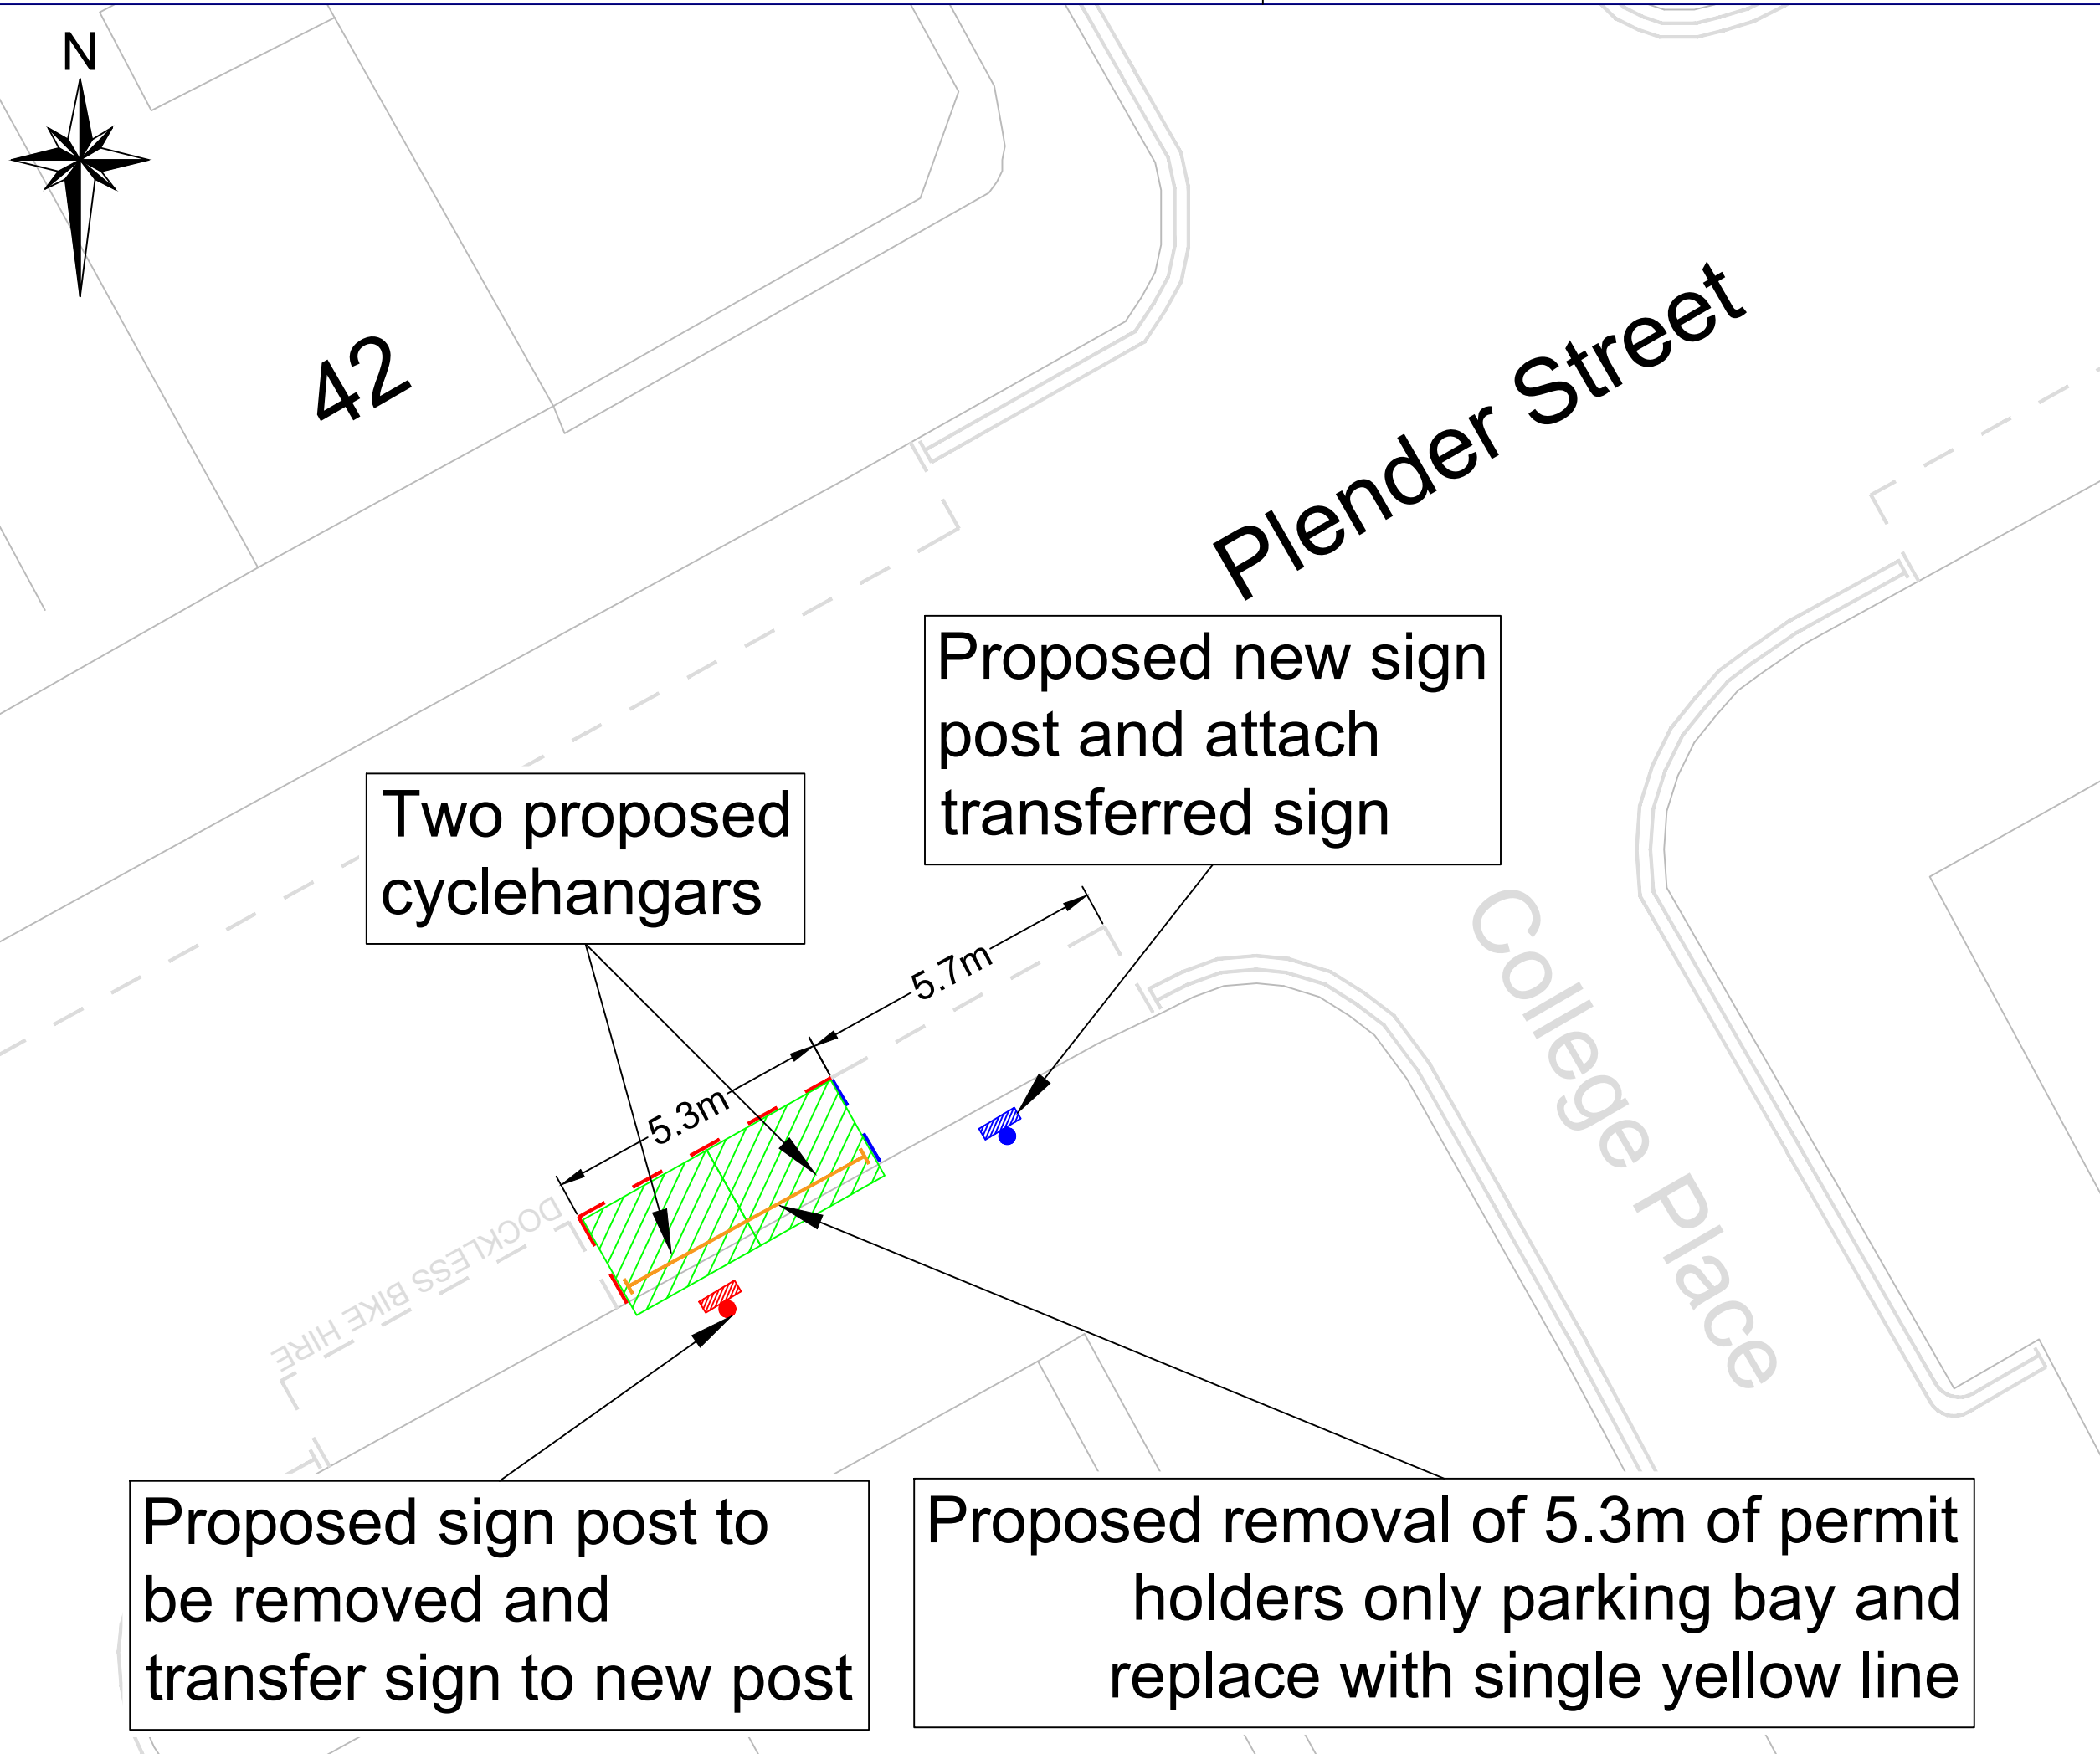 N
42
Plender Street
Proposed new sign
post and attach
transferred sign
Two proposed
cyclehangars
5.7m
5.3m
College Place
DOCKLESS BIKE HIRE
Proposed sign post to
be removed and
transfer sign to new post
Proposed removal of 5.3m of permit
holders only parking bay and
replace with single yellow line